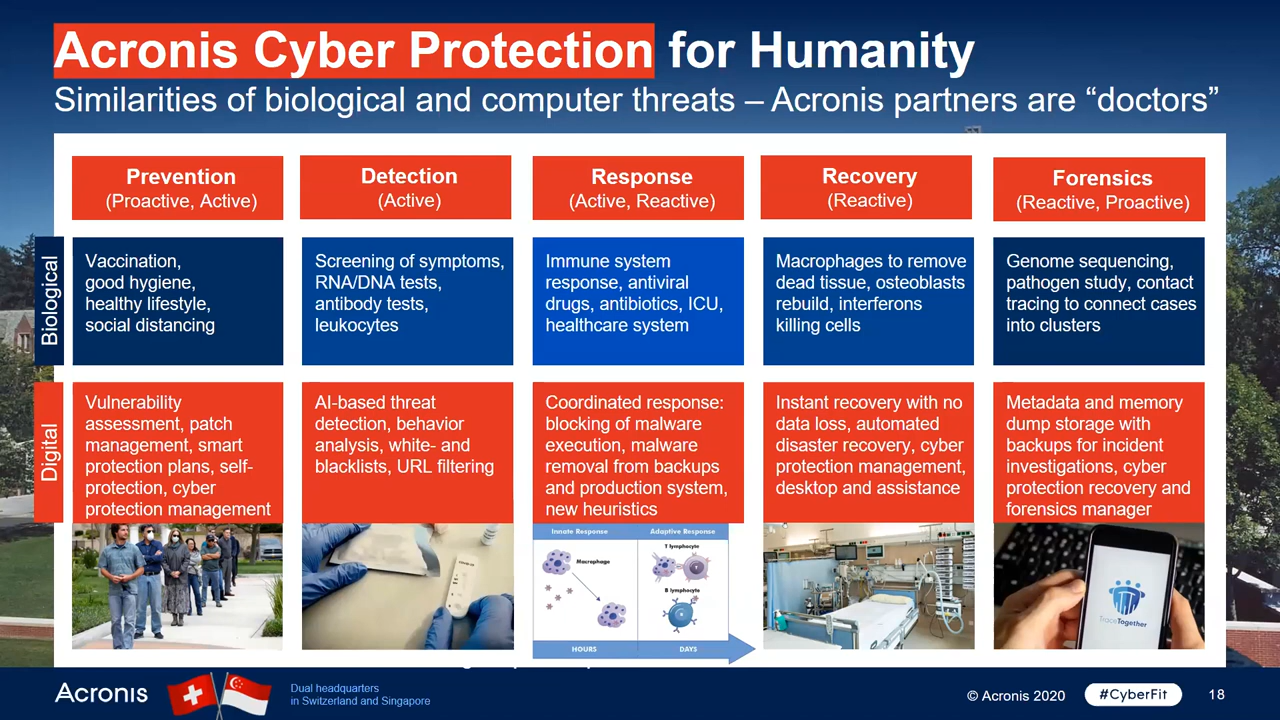 Acronis Cyber Protection for Humanity
Similarities of biological and computer threats – Acronis partners are “doctors”
Prevention
(Proactive, Active)
Detection
(Active)
Response
(Active, Reactive)
Recovery
(Reactive)
Forensics
(Reactive, Proactive)
Biological
Vaccination,
good hygiene,
healthy lifestyle,
social distancing
Screening of symptoms,
RNA/DNA tests,
antibody tests,
leukocytes
Immune system
response, antiviral
drugs, antibiotics, ICU,
healthcare system
Macrophages to remove
dead tissue, osteoblasts
rebuild, interferons
killing cells
Genome sequencing,
pathogen study, contact
tracing to connect cases
into clusters
Digital
Vulnerability
assessment, patch
management, smart
protection plans, self-
protection, cyber
protection management
AI-based threat
detection, behavior
analysis, white- and
blacklists, URL filtering
Coordinated response:
blocking of malware
execution, malware
removal from backups
and production system,
new heuristics
Instant recovery with no
data loss, automated
disaster recovery, cyber
protection management,
desktop and assistance
Metadata and memory
dump storage with
backups for incident
investigations, cyber
protection recovery and
forensics manager
Innate Response
Adaptive Response
Macrophage
T lymphocyte
B lymphocyte
HOURS
DAYS
TraceTogether
Acronis
Dual headquarters
in Switzerland and Singapore
© Acronis 2020
#CyberFit
18